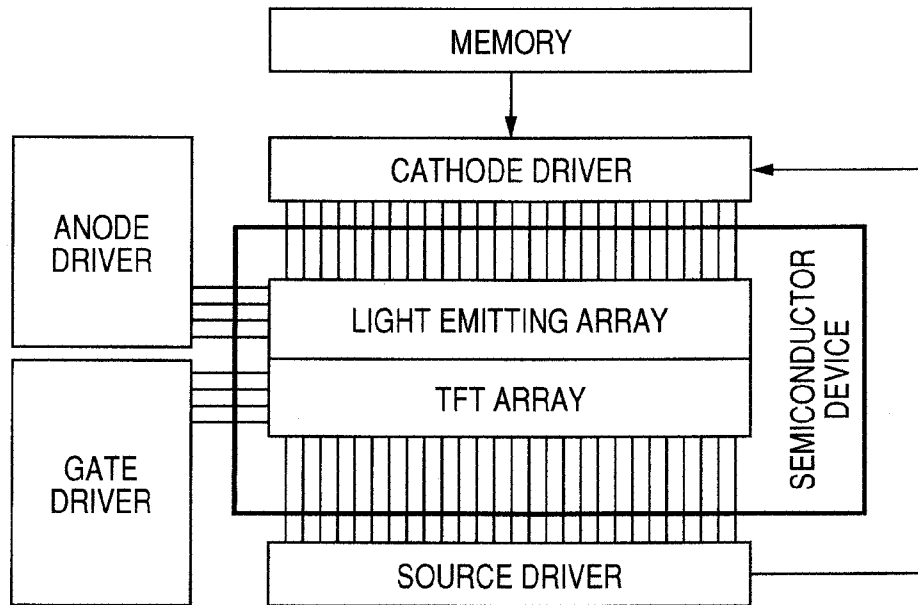 MEMORY
CATHODE DRIVER
ANODE
DRIVER
LIGHT EMITTING ARRAY
TFT ARRAY
SEMICONDUCTOR
DEVICE
GATE
DRIVER
SOURCE DRIVER